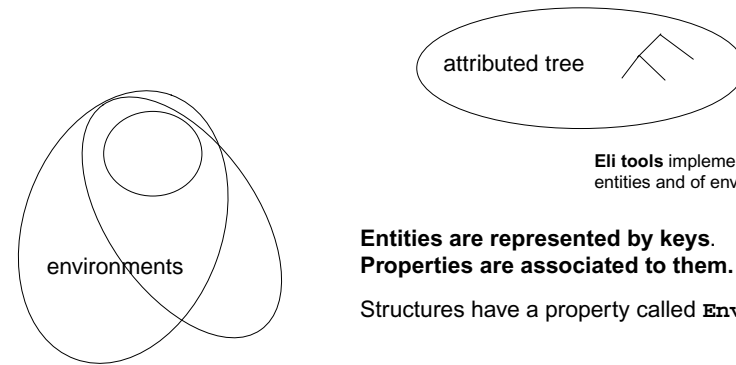 attributed tree
Eli tools impleme
entities and of env
environments
Entities are represented by keys.
Properties are associated to them.
Structures have a property called Env